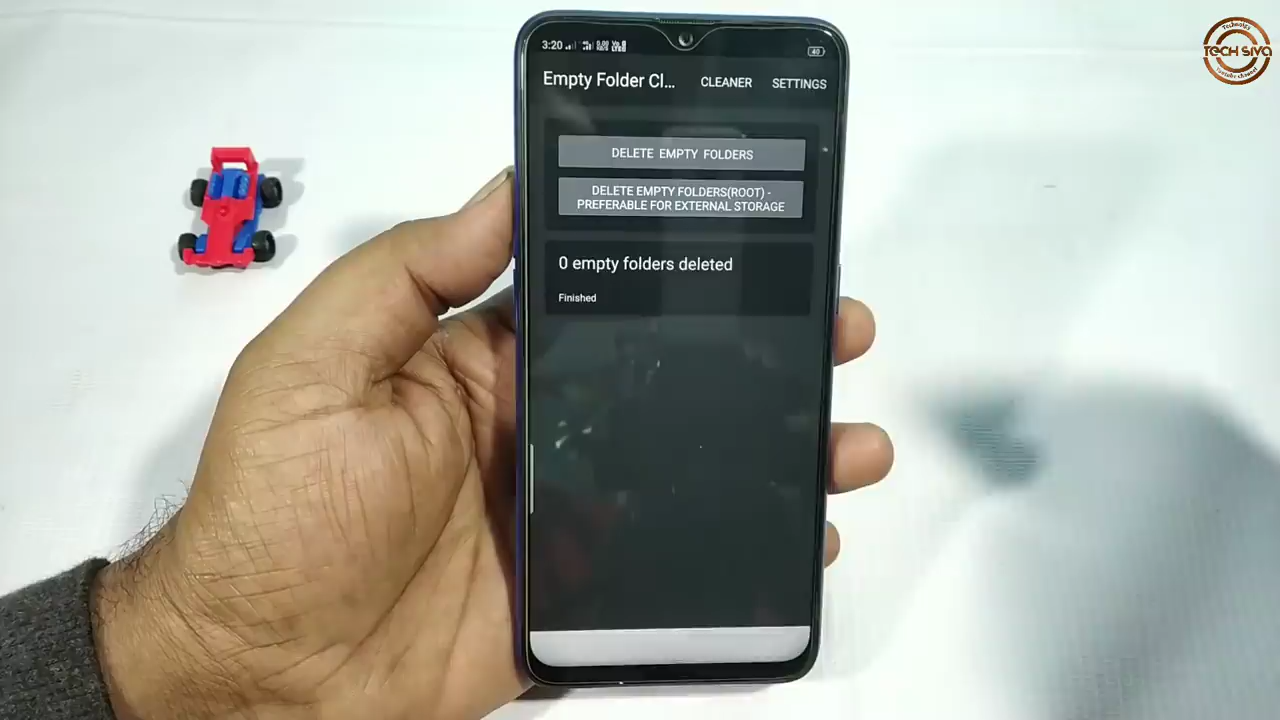 3:20
40
Empty Folder Cl... CLEANER SETTINGS
DELETE EMPTY FOLDERS
DELETE EMPTY FOLDERS(ROOT) -
PREFERABLE FOR EXTERNAL STORAGE
0 empty folders deleted
Finished
TECH SIVA